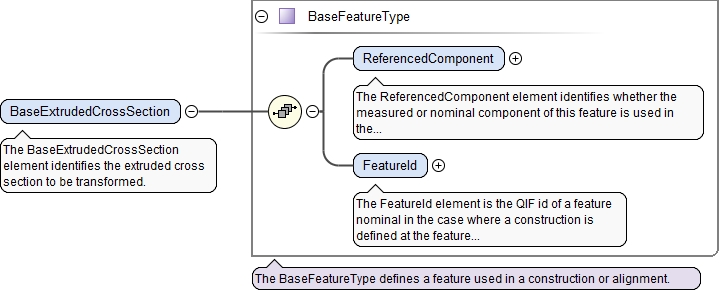 BaseFeatureType
ReferencedComponent
The ReferencedComponent element identifies whether the
measured or nominal component of this feature is used in
the...
BaseExtrudedCrossSection
The BaseExtrudedCrossSection
element identifies the extruded cross
section to be transformed.
FeatureId
The FeatureId element is the QIF id of a feature
nominal in the case where a construction is
defined at the feature...
The BaseFeatureType defines a feature used in a construction or alignment.